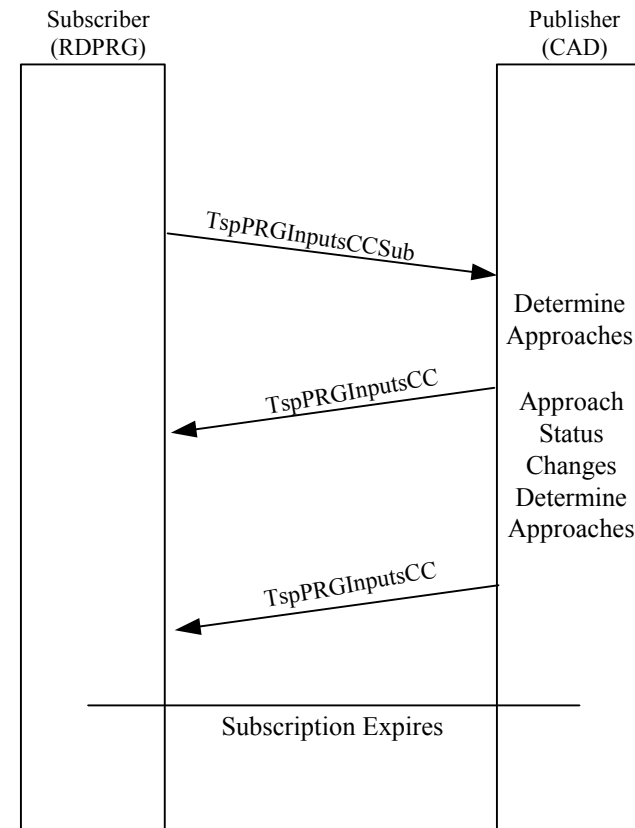 Subscriber
(RDPRG)
Publisher
(CAD)
TspPRGInputsCCSub
Determine
Approaches
TspPRGInputsCC
Approach
Status
Changes
Determine
Approaches
TspPRGInputsCC
Subscription Expires